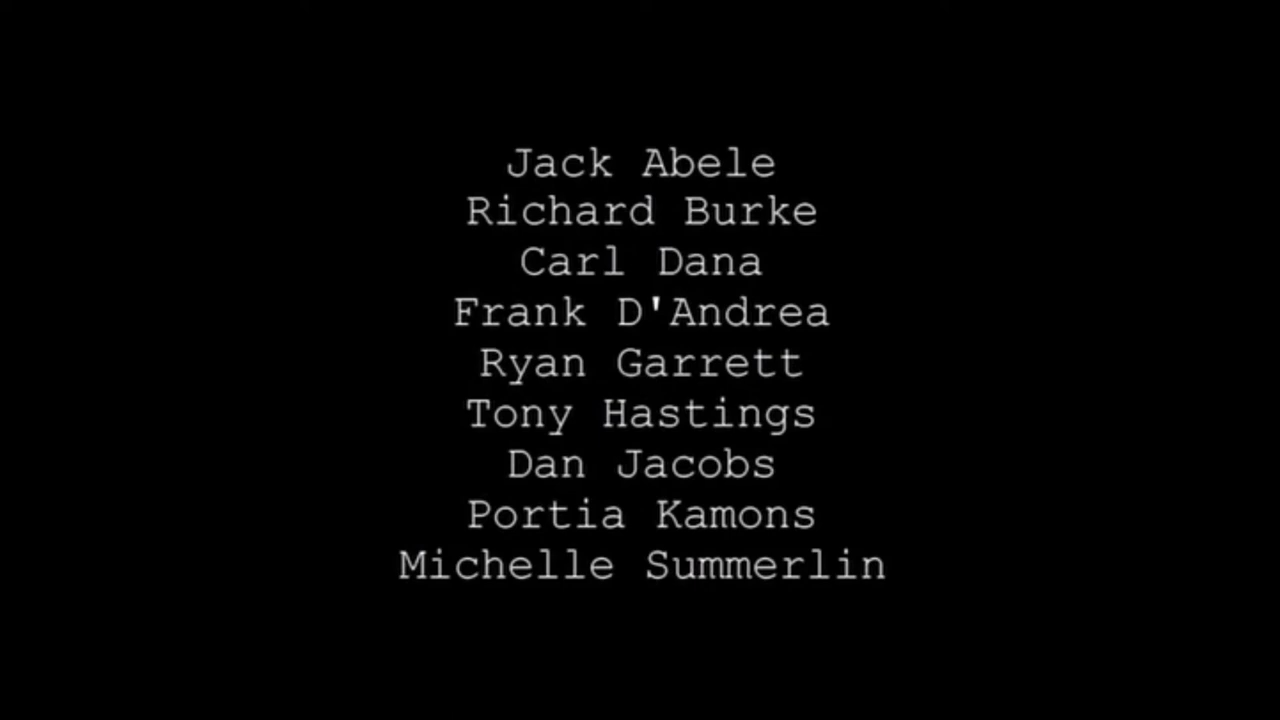 Jack Abele
Richard Burke
Carl Dana
Frank D'Andrea
Ryan Garrett
Tony Hastings
Dan Jacobs
Portia Kamons
Michelle Summerlin